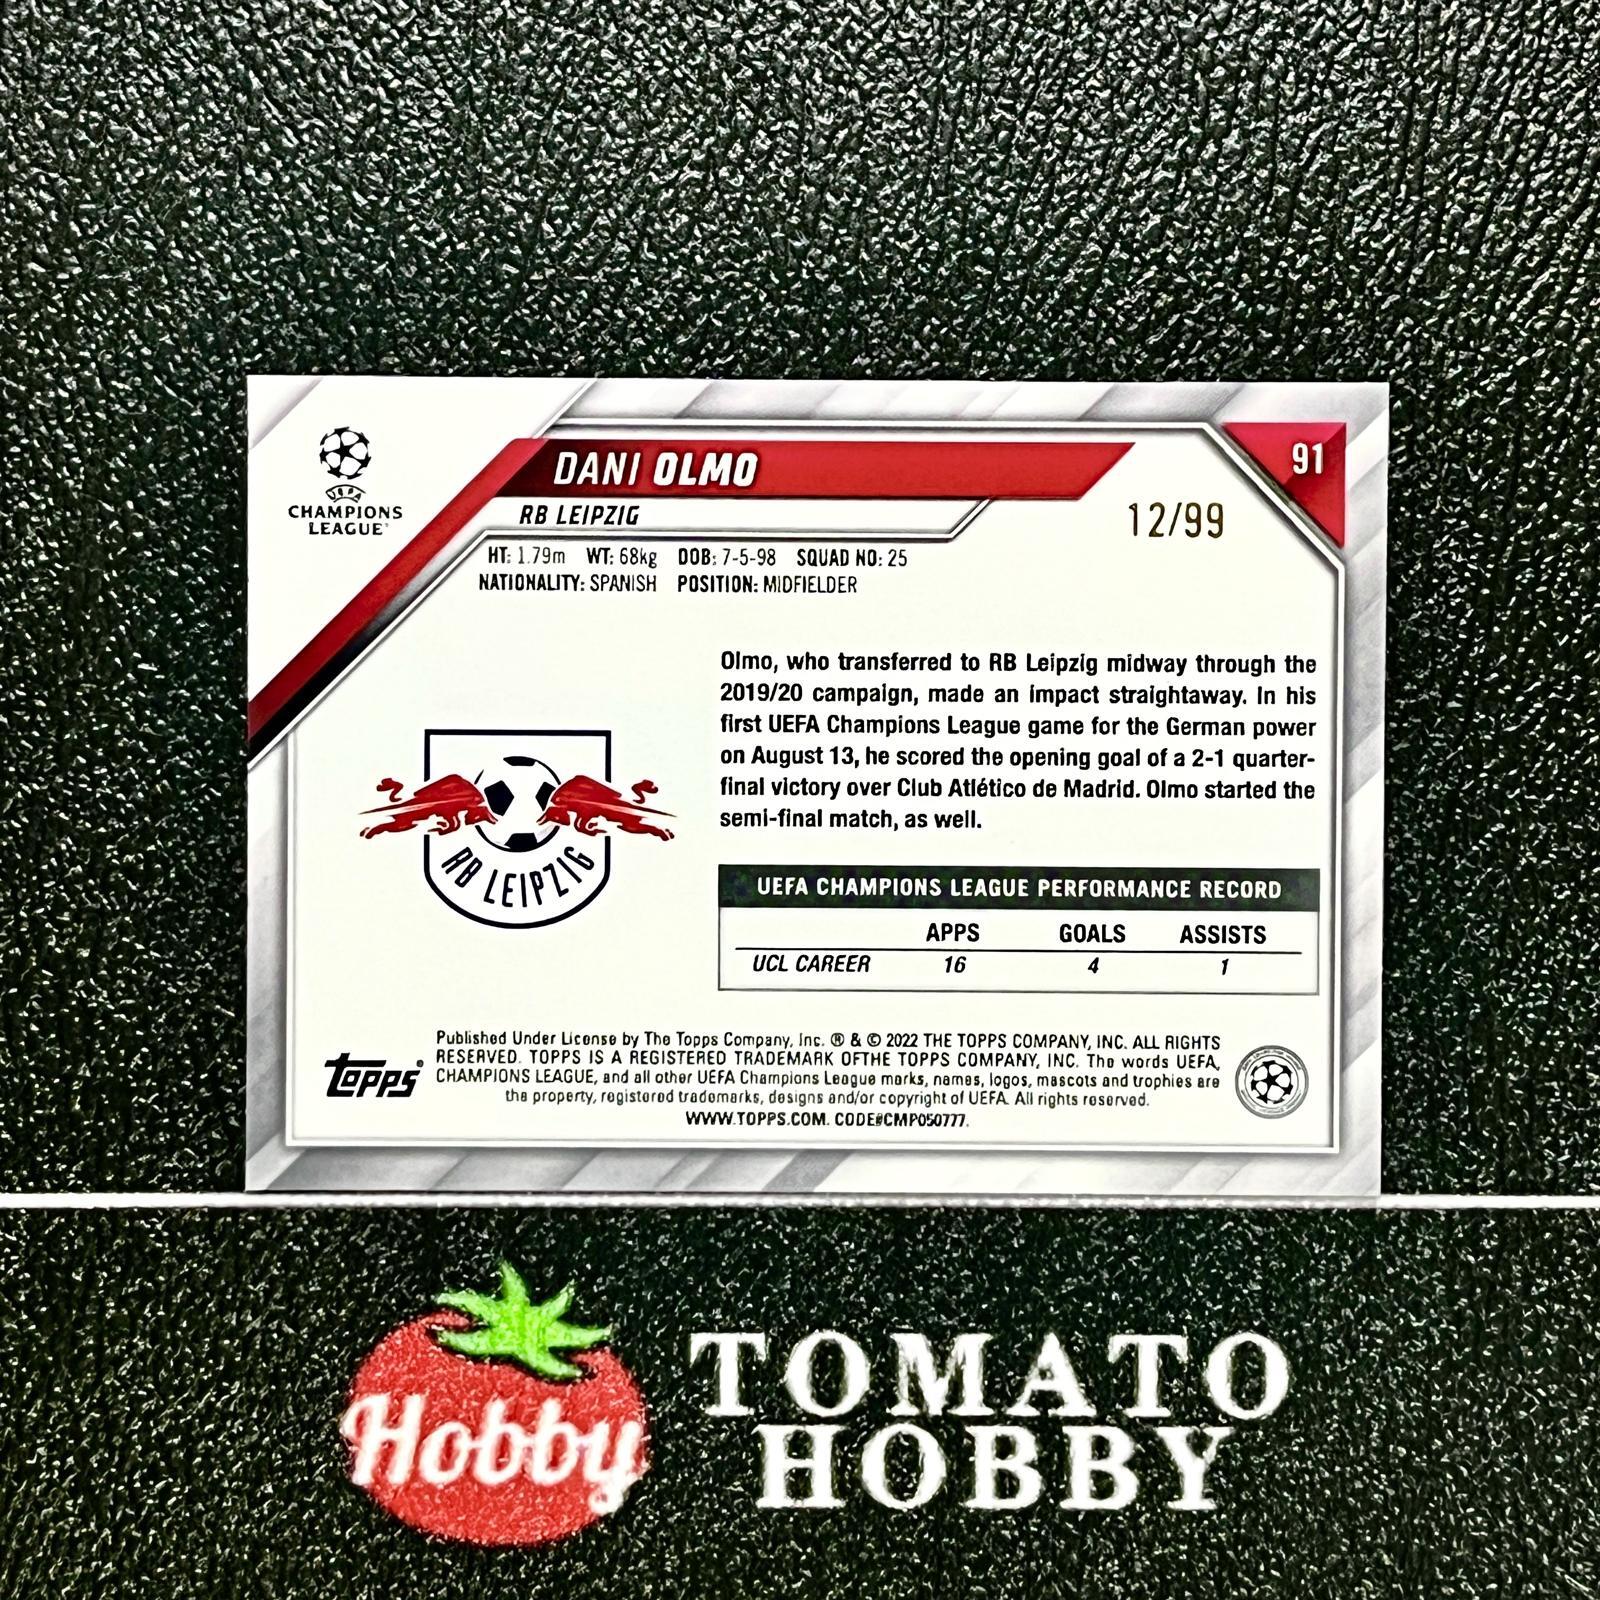 UEFA
CHAMPIONS
LEAGUE
DANI OLMO
91
RB LEIPZIG
12/99
HT: 1.79m WT: 68kg DOB: 7-5-98 SQUAD NO: 25
NATIONALITY: SPANISH POSITION: MIDFIELDER
Olmo, who transferred to RB Leipzig midway through the
2019/20 campaign, made an impact straightaway. In his
first UEFA Champions League game for the German power
on August 13, he scored the opening goal of a 2-1 quarter-
final victory over Club Atlético de Madrid. Olmo started the
semi-final match, as well.
RB LEIPZIG
UEFA CHAMPIONS LEAGUE PERFORMANCE RECORD
APPS GOALS ASSISTS
UCL CAREER 16 4 1
Published Under License by The Topps Company, Inc. ® & © 2022 THE TOPPS COMPANY, INC. ALL RIGHTS
RESERVED. TOPPS IS A REGISTERED TRADEMARK OFTHE TOPPS COMPANY, INC. The words UEFA,
CHAMPIONS LEAGUE, and all other UEFA Champions League marks, names, logos, mascots and trophies are
the property, registered trademarks, designs and/or copyright of UEFA. All rights reserved.
WWW.TOPPS.COM. CODE#CMP050777.
topps®
Hobby
TOMATO
HOBBY